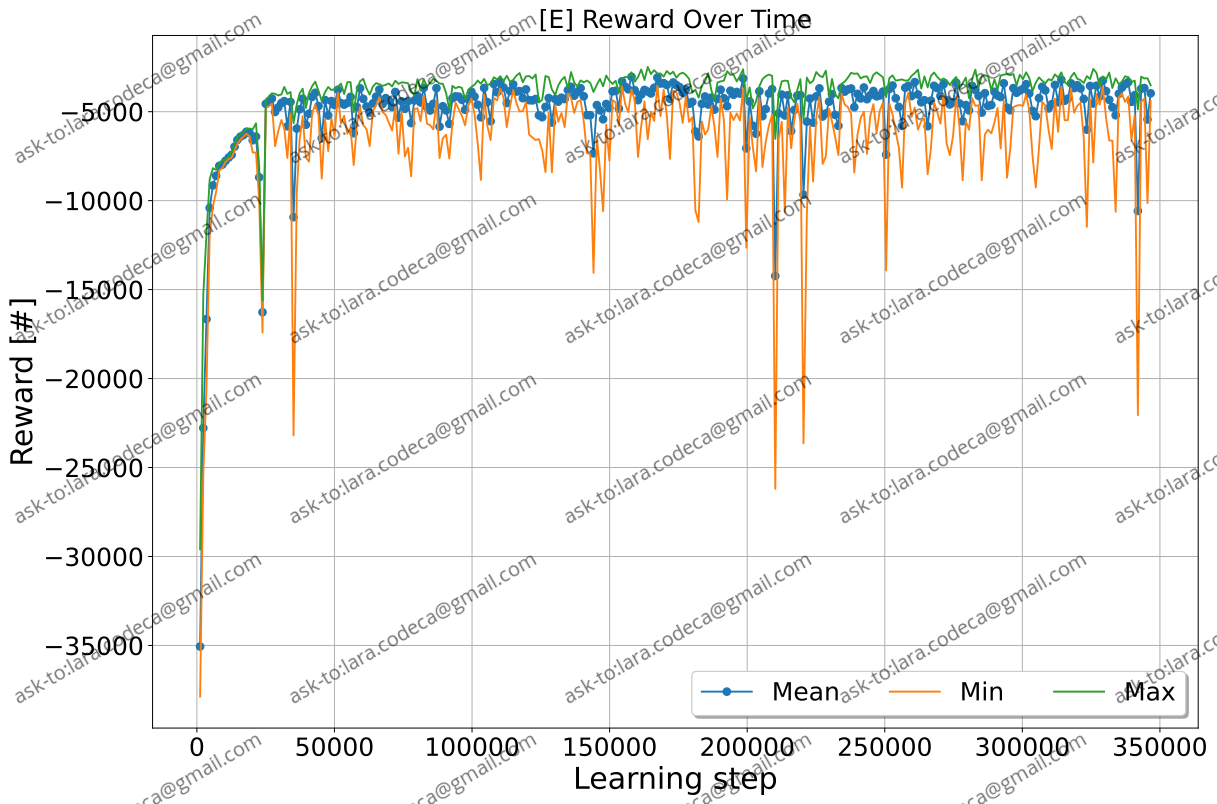 [E] Reward Over Time
Reward [#]
−5000
−10000
−15000
−20000
−25000
−30000
−35000
Mean
Min
Max
0
50000
100000
150000
200000
250000
300000
350000
Learning step
ask-to:lara.codeca@gmail.com